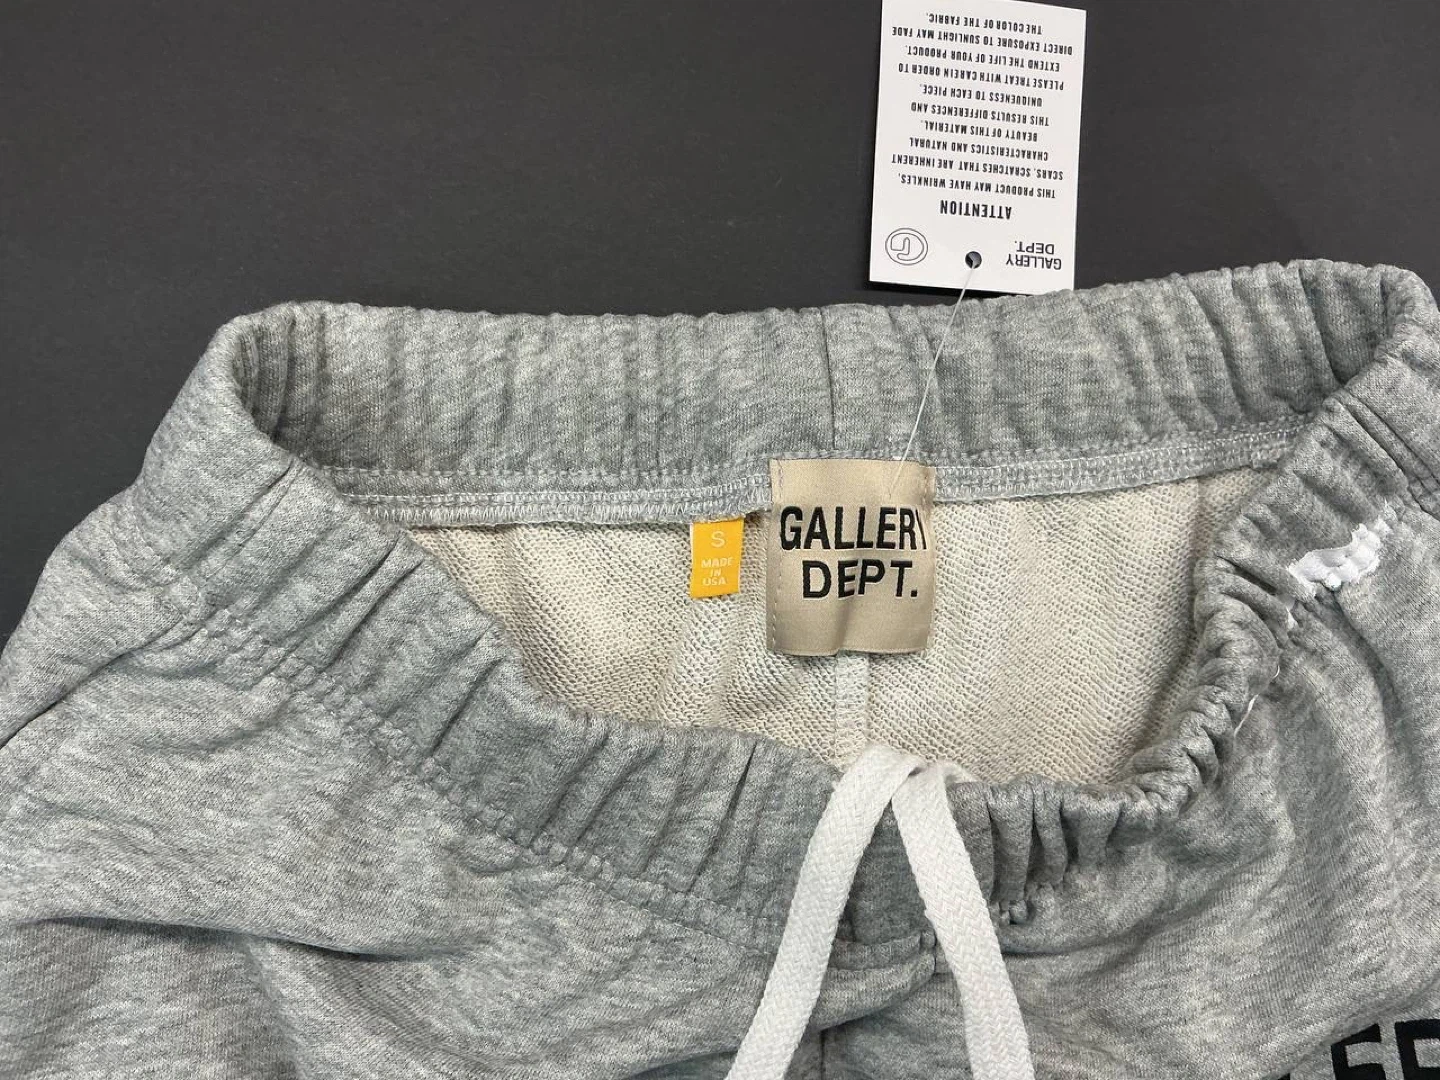 GALLERY
DEPT.
ATTENTION
THIS PRODUCT MAY HAVE WRINKLES,
SCARS, SCRATCHES THAT ARE INHERENT
CHARACTERISTICS AND NATURAL
BEAUTY OF THIS MATERIAL.
THIS RESULTS DIFFERENCES AND
UNIQUENESS TO EACH PIECE.
PLEASE TREAT WITH CARE IN ORDER TO
EXTEND THE LIFE OF YOUR PRODUCT.
DIRECT EXPOSURE TO SUNLIGHT MAY FADE
THE COLOR OF THE FABRIC.
S
MADE
IN
USA
GALLERY
DEPT.